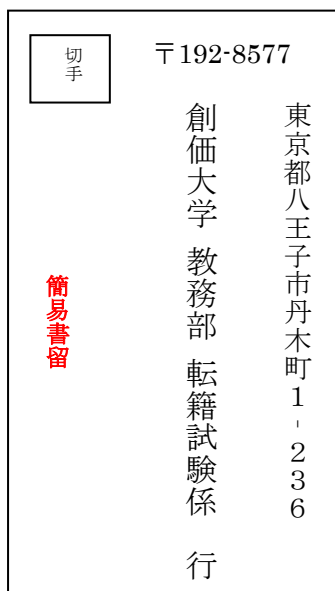 切手
〒192-8577
東京都八王子市丹木町1-236
創価大学 教務部 転籍試験係 行
簡易書留